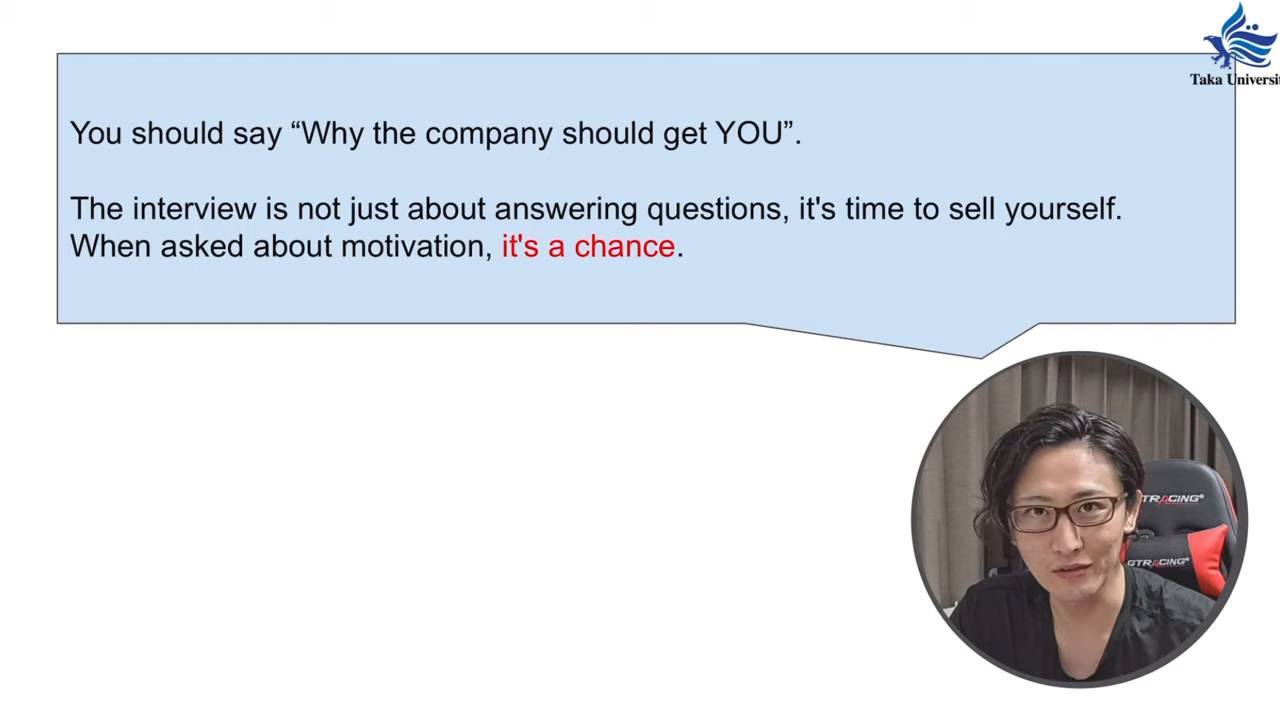 Taka Universit
You should say “Why the company should get YOU”.
The interview is not just about answering questions, it's time to sell yourself.
When asked about motivation, it's a chance.
GTRACING®
GTRACING®